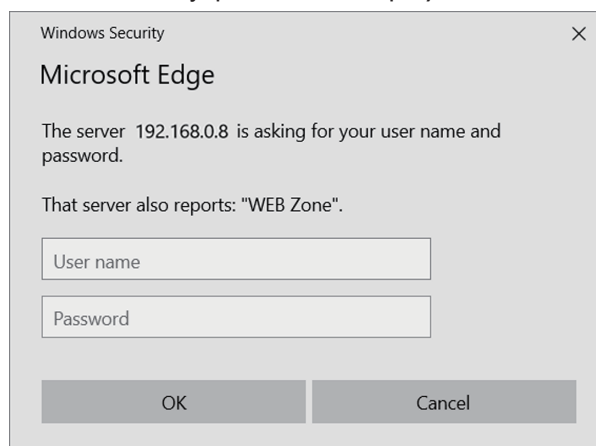 Windows Security
Microsoft Edge
The server 192.168.0.8 is asking for your user name and
password.
That server also reports: "WEB Zone".
User name
Password
OK Cancel